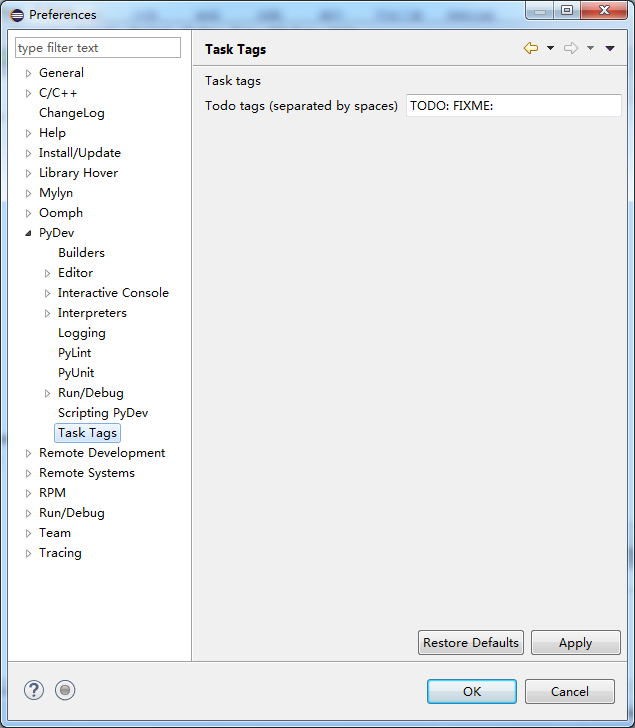 Preferences
type filter text
General
C/C++
ChangeLog
Help
Install/Update
Library Hover
Mylyn
Oomph
PyDev
Builders
Editor
Interactive Console
Interpreters
Logging
PyLint
PyUnit
Run/Debug
Scripting PyDev
Task Tags
Remote Development
Remote Systems
RPM
Run/Debug
Team
Tracing
Task Tags
Task tags
Todo tags (separated by spaces) TODO: FIXME:
Restore Defaults Apply
? OK Cancel